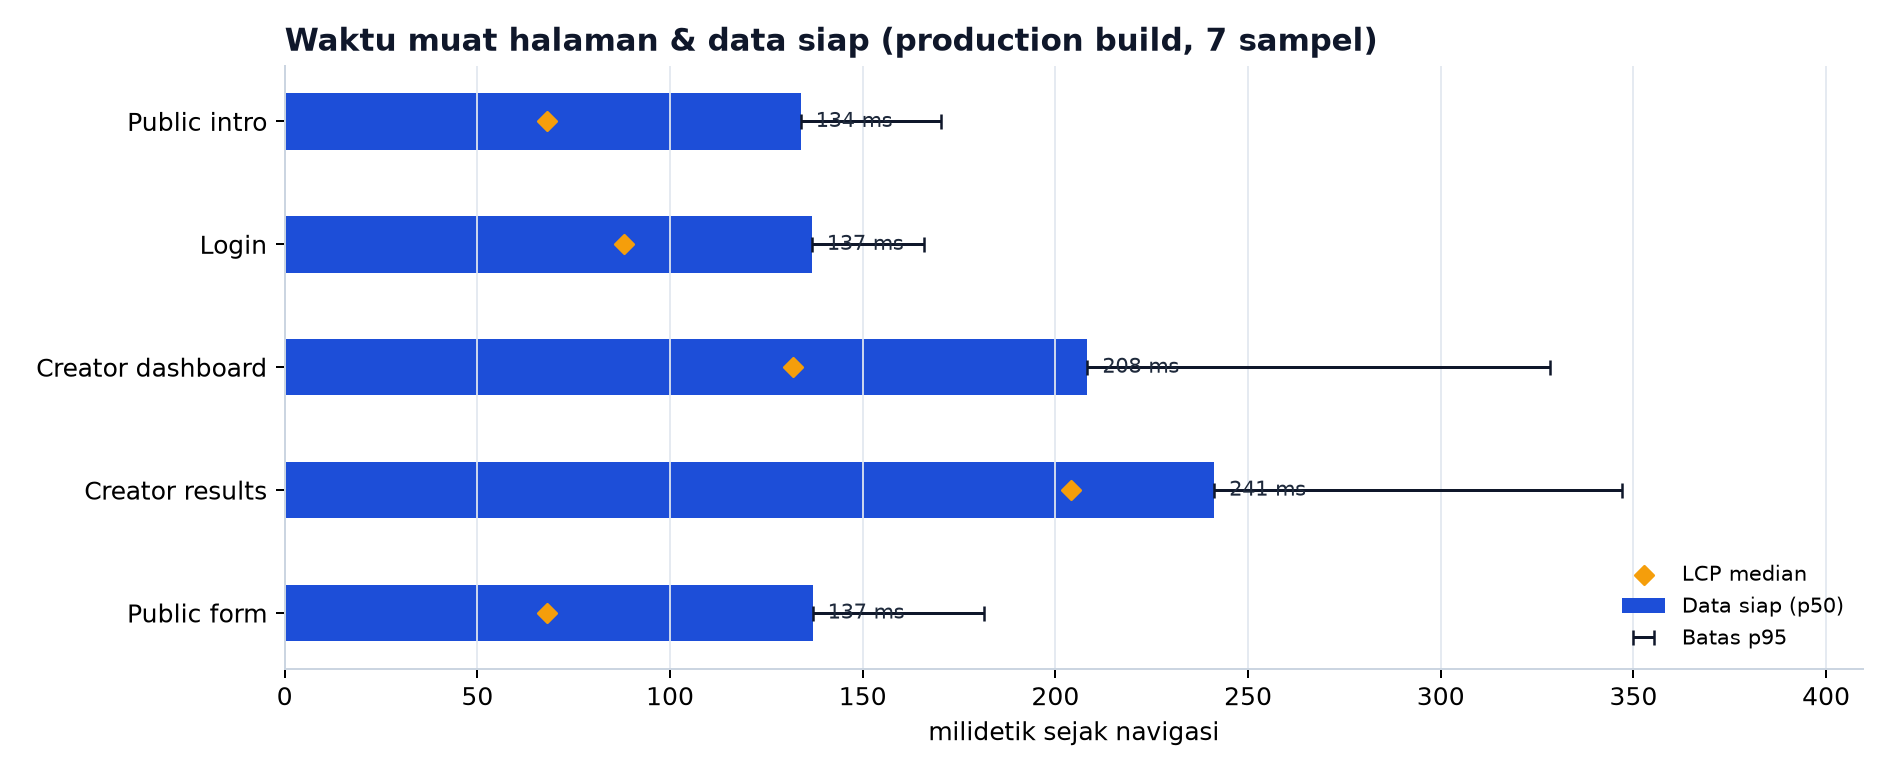 Waktu muat halaman & data siap (production build, 7 sampel)
Public intro
134 ms
Login
137 ms
Creator dashboard
208 ms
Creator results
241 ms
Public form
137 ms
LCP median
Data siap (p50)
Batas p95
0 50 100 150 200 250 300 350 400
milidetik sejak navigasi